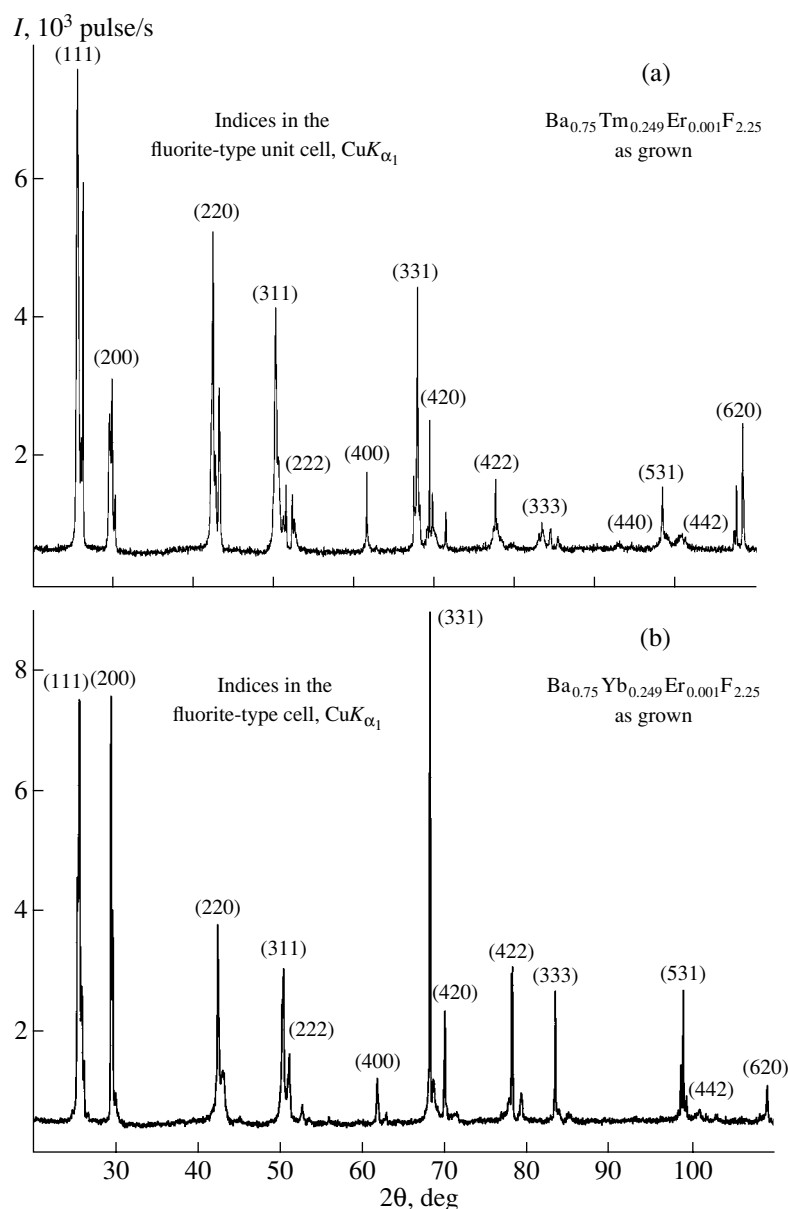 I, 10³ pulse/s
(111)
(a)
Indices in the
fluorite-type unit cell, CuKα₁
Ba₀.₇₅Tm₀.₂₄₉Er₀.₀₀₁F₂.₂₅
as grown
6
(220)
(311)
(331)
4
(200)
(420)
(620)
2
(222)
(400)
(422)
(333)
(531)
(440)
(442)
(331)
(b)
8
(111)
(200)
Indices in the
fluorite-type cell, CuKα₁
Ba₀.₇₅Yb₀.₂₄₉Er₀.₀₀₁F₂.₂₅
as grown
6
4
(220)
(311)
(422)
(333)
(531)
(420)
2
(222)
(400)
(442)
(620)
30 40 50 60 70 80 90 100
2θ, deg